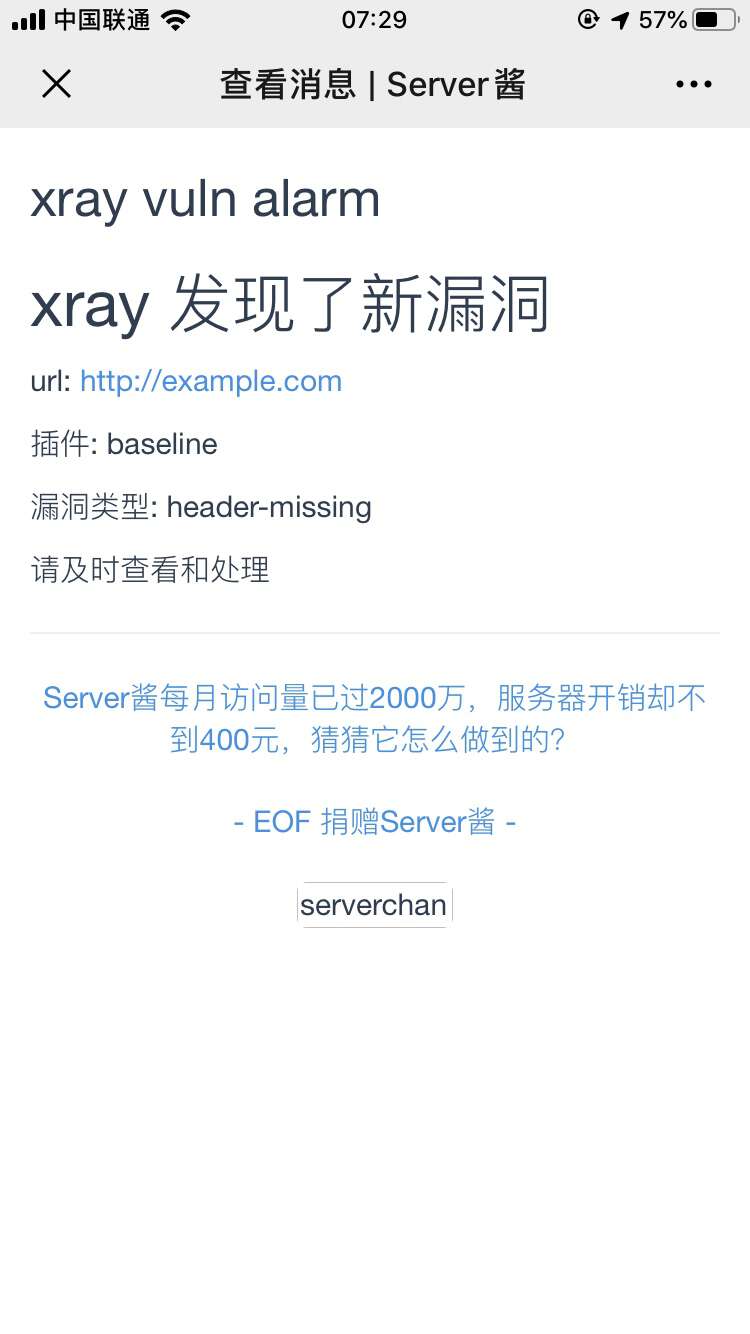 中国联通
07:29
57%
查看消息 | Server酱
xray vuln alarm
xray 发现了新漏洞
url: http://example.com
插件: baseline
漏洞类型: header-missing
请及时查看和处理
Server酱每月访问量已过2000万，服务器开销却不
到400元，猜猜它怎么做到的？
- EOF 捐赠Server酱 -
serverchan